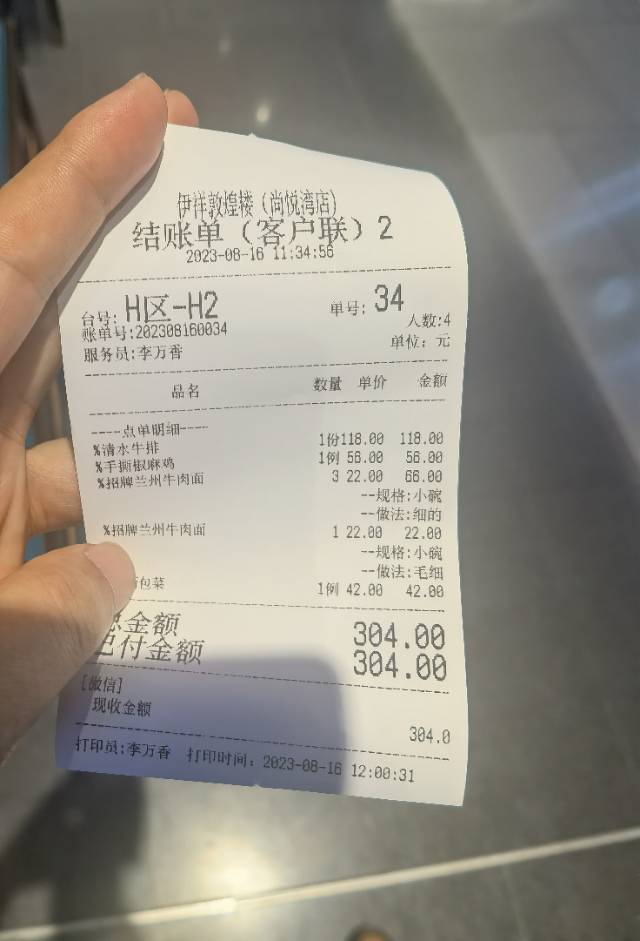 伊祥敦煌楼（尚悦湾店）
结账单（客户联）2
2023-08-16 11:34:56
台号: H区-H2 单号: 34
账单号:202308160034 人数:4
服务员:李万香 单位: 元
品名 数量 单价 金额
----点单明细-----
%清水牛排 1份118.00 118.00
%手撕椒麻鸡 1例 56.00 56.00
%招牌兰州牛肉面 3 22.00 66.00
--规格:小碗
--做法:细的
%招牌兰州牛肉面 1 22.00 22.00
--规格:小碗
--做法:毛细
包菜 1例 42.00 42.00
总金额 304.00
已付金额 304.00
[微信]
现收金额 304.0
打印员:李万香 打印时间: 2023-08-16 12:00:31